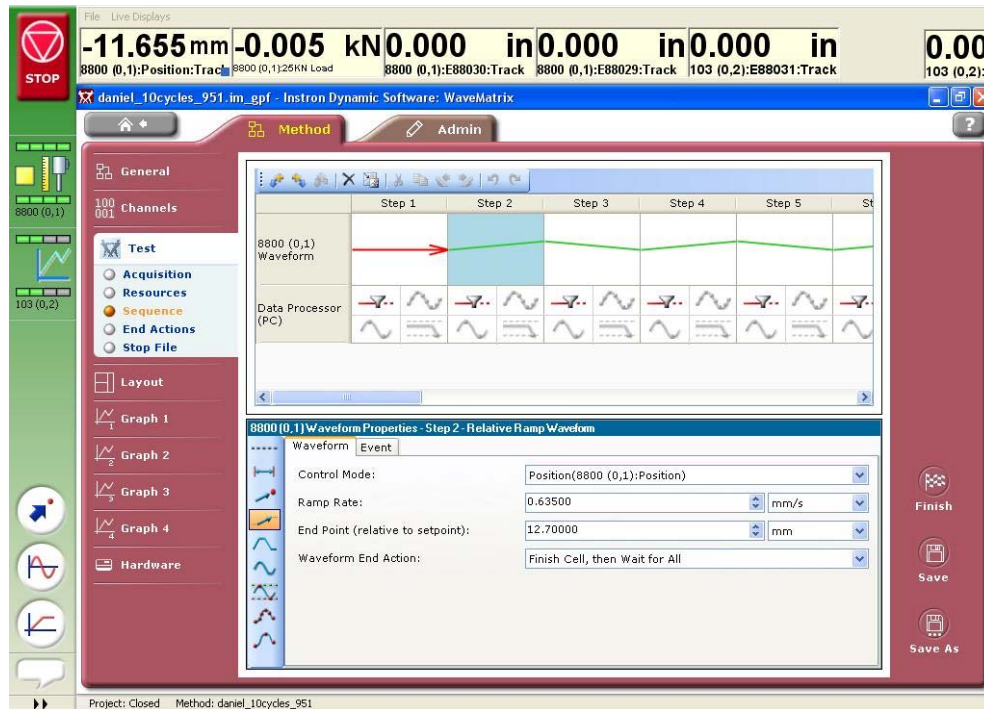 File Live Displays
-11.655 mm -0.005 kN 0.000 in 0.000 in 0.000 in 0.00
8800 (0,1):Position:Trac 8800 (0,1):25KN Load 8800 (0,1):E88030:Track 8800 (0,1):E88029:Track 103 (0,2):E88031:Track 103 (0,2):
STOP
daniel_10cycles_951.im_gpf - Instron Dynamic Software: WaveMatrix
Method Admin ?
General
100
001 Channels
Test
Acquisition
Resources
Sequence
End Actions
Stop File
Layout
Graph 1
Graph 2
Graph 3
Graph 4
Hardware
8800 (0,1)
103 (0,2)
Step 1 Step 2 Step 3 Step 4 Step 5 St
8800 (0,1)
Waveform
Data Processor
(PC)
8800 (0,1) Waveform Properties - Step 2 - Relative Ramp Waveform
Waveform Event
Control Mode: Position(8800 (0,1):Position)
Ramp Rate: 0.63500 mm/s
End Point (relative to setpoint): 12.70000 mm
Waveform End Action: Finish Cell, then Wait for All
Finish
Save
Save As
Project: Closed Method: daniel_10cycles_951